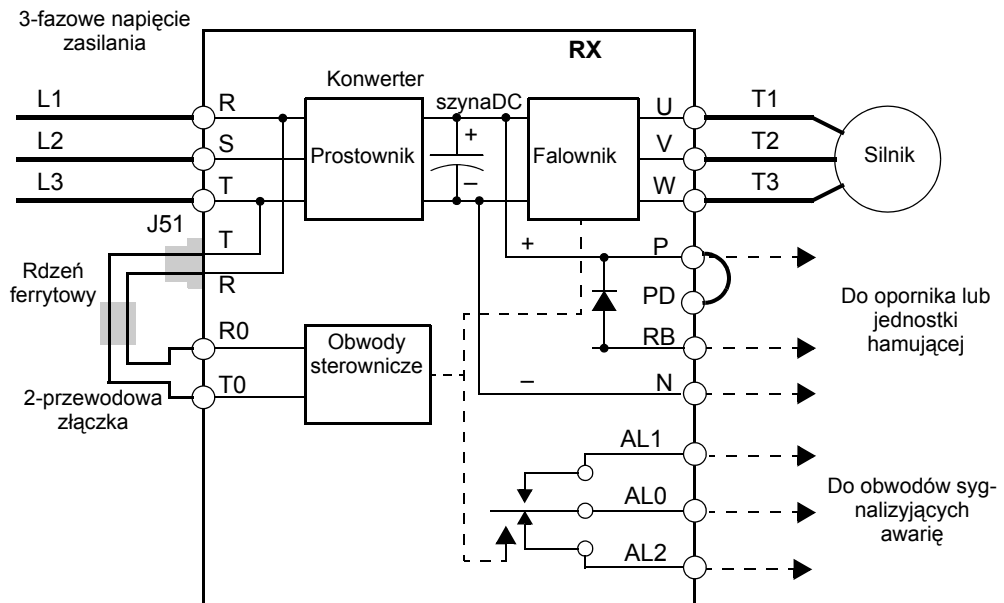 3-fazowe napięcie
zasilania
RX
Konwerter
szynaDC
L1
R
U
T1
L2
S
Prostownik
+
Falownik
V
T2
Silnik
L3
T
–
W
T3
J51
T
+
P
R
Rdzeń
ferrytowy
PD
Do opornika lub
jednostki
hamującej
R0
Obwody
sterownicze
RB
T0
–
N
2-przewodowa
złączka
AL1
AL0
Do obwodów syg-
nalizyjących
awarię
AL2